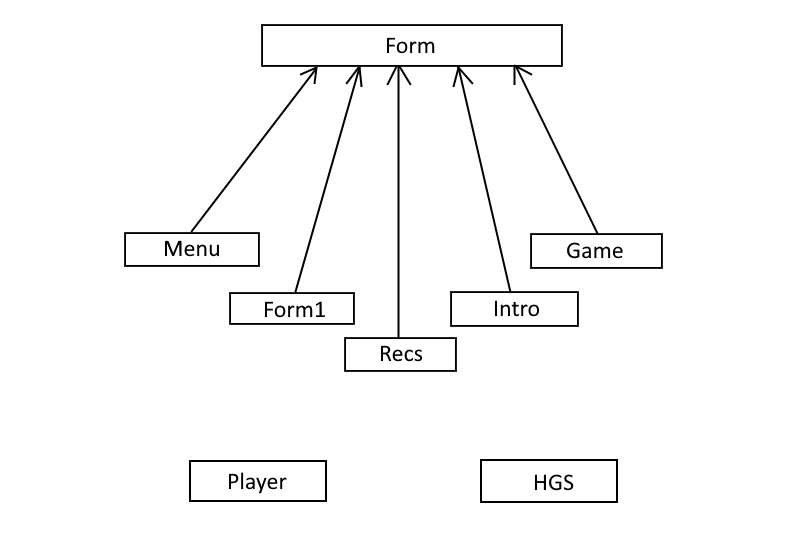 Form
Menu
Game
Form1
Intro
Recs
Player
HGS